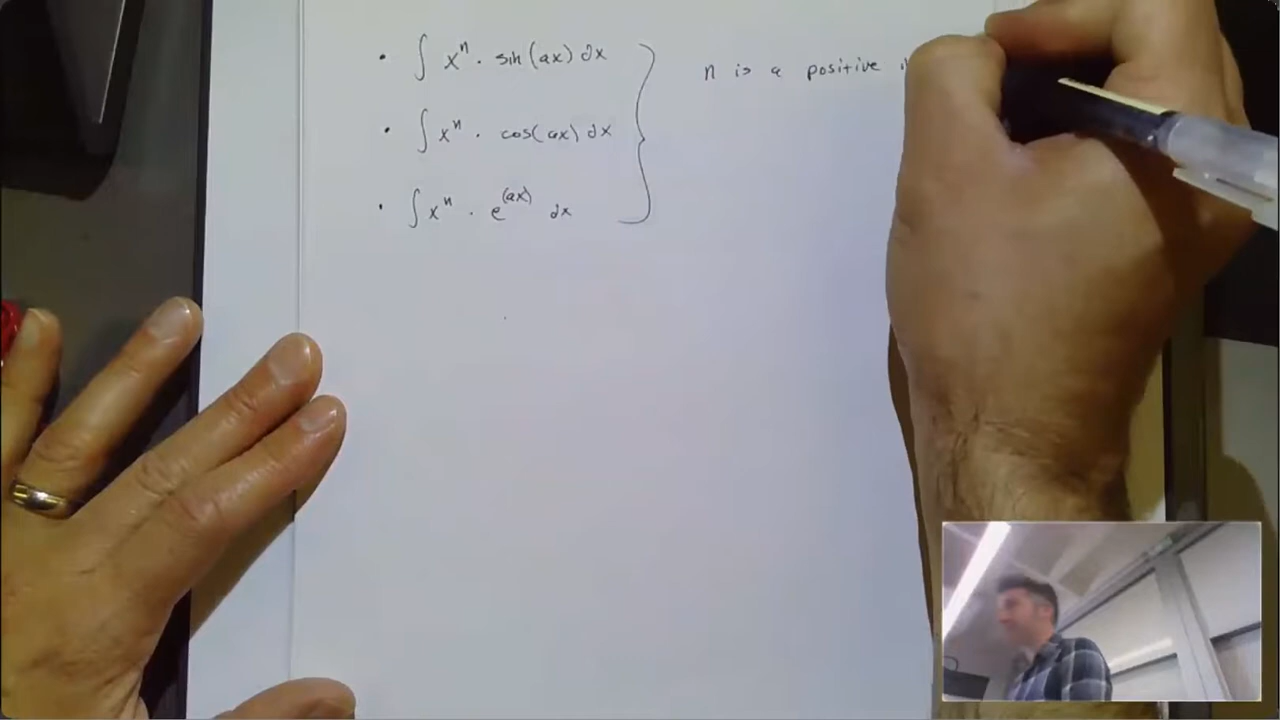 • ∫ xⁿ · sin(ax) dx
n is a positive
• ∫ xⁿ · cos(ax) dx
• ∫ xⁿ · e^(ax) dx